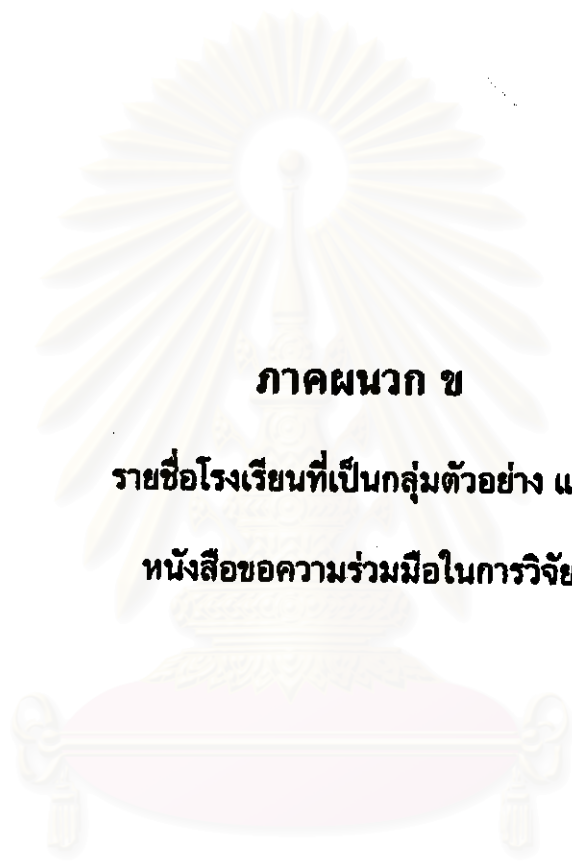 ภาคผนวก ข
รายชื่อโรงเรียนที่เป็นกลุ่มตัวอย่าง แ
หนังสือขอความร่วมมือในการวิจัย